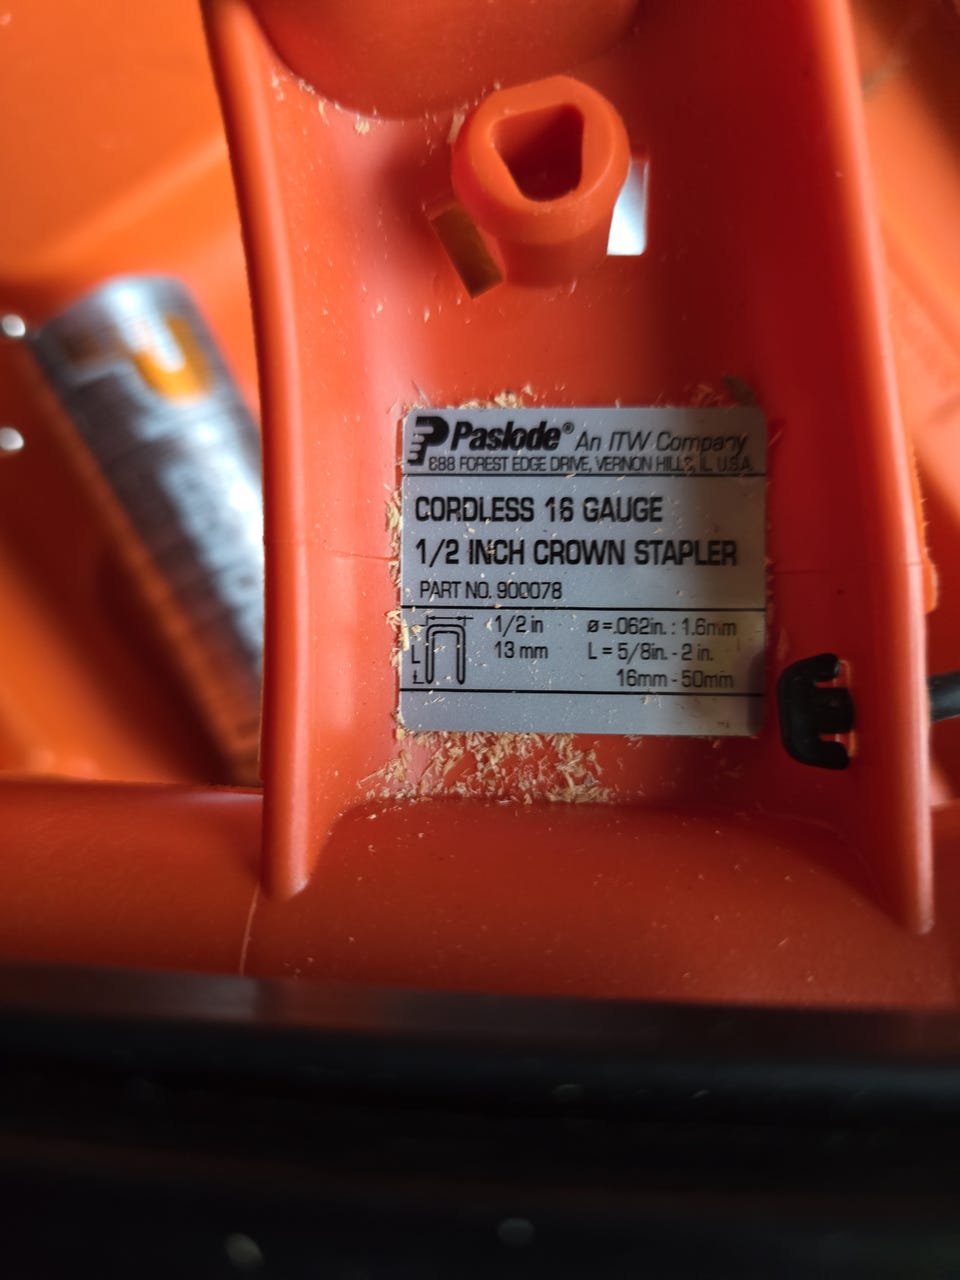 Paslode® An ITW Company
888 FOREST EDGE DRIVE, VERNON HILLS, IL U.S.A.
CORDLESS 16 GAUGE
1/2 INCH CROWN STAPLER
PART NO. 900078
1/2 in ø=.062in. : 1.6mm
L 13 mm L = 5/8in. - 2 in.
16mm - 50mm